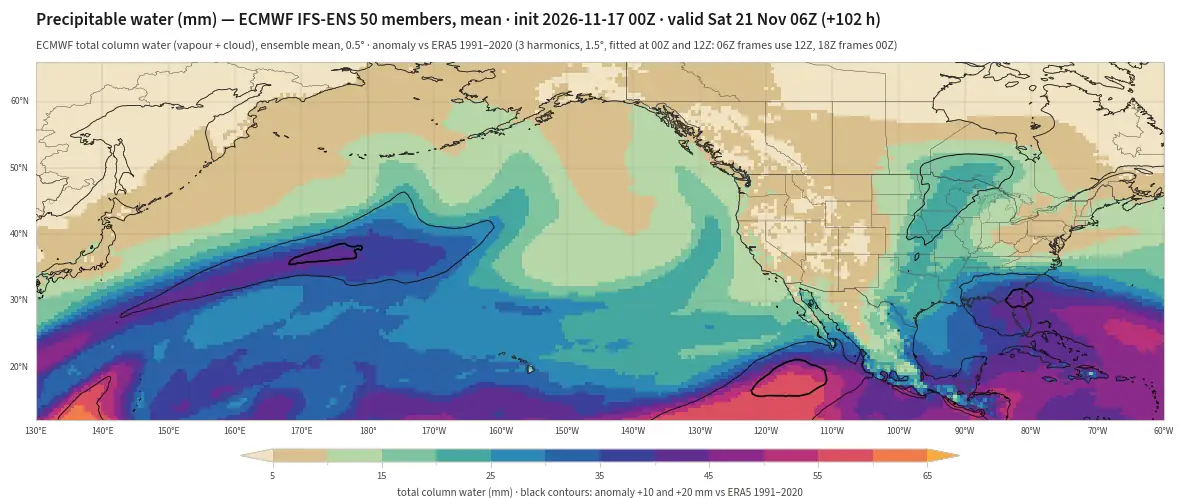 Precipitable water (mm) — ECMWF IFS-ENS 50 members, mean · init 2026-11-17 00Z · valid Sat 21 Nov 06Z (+102 h)
ECMWF total column water (vapour + cloud), ensemble mean, 0.5° · anomaly vs ERA5 1991–2020 (3 harmonics, 1.5°, fitted at 00Z and 12Z: 06Z frames use 12Z, 18Z frames 00Z)
60°N
50°N
40°N
30°N
20°N
130°E 140°E 150°E 160°E 170°E 180° 170°W 160°W 150°W 140°W 130°W 120°W 110°W 100°W 90°W 80°W 70°W 60°W
5 15 25 35 45 55 65
total column water (mm) · black contours: anomaly +10 and +20 mm vs ERA5 1991–2020